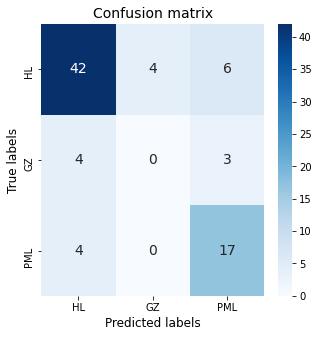 Confusion matrix
True labels
HL 42 4 6
GZ 4 0 3
PML 4 0 17
HL GZ PML
Predicted labels
40
35
30
25
20
15
10
5
0